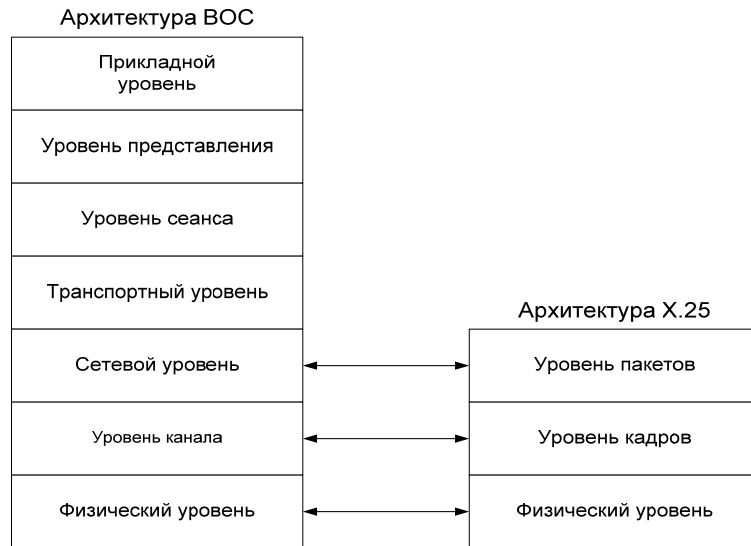 Архитектура ВОС
Прикладной
уровень
Уровень представления
Уровень сеанса
Транспортный уровень
Архитектура X.25
Сетевой уровень
Уровень пакетов
Уровень канала
Уровень кадров
Физический уровень
Физический уровень